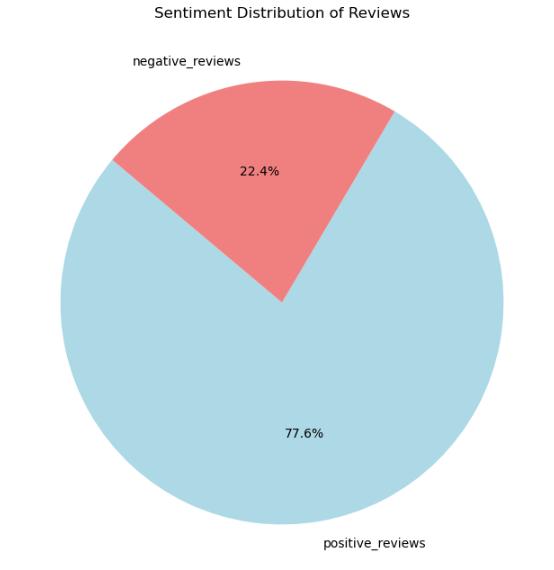 Sentiment Distribution of Reviews
negative_reviews
22.4%
77.6%
positive_reviews